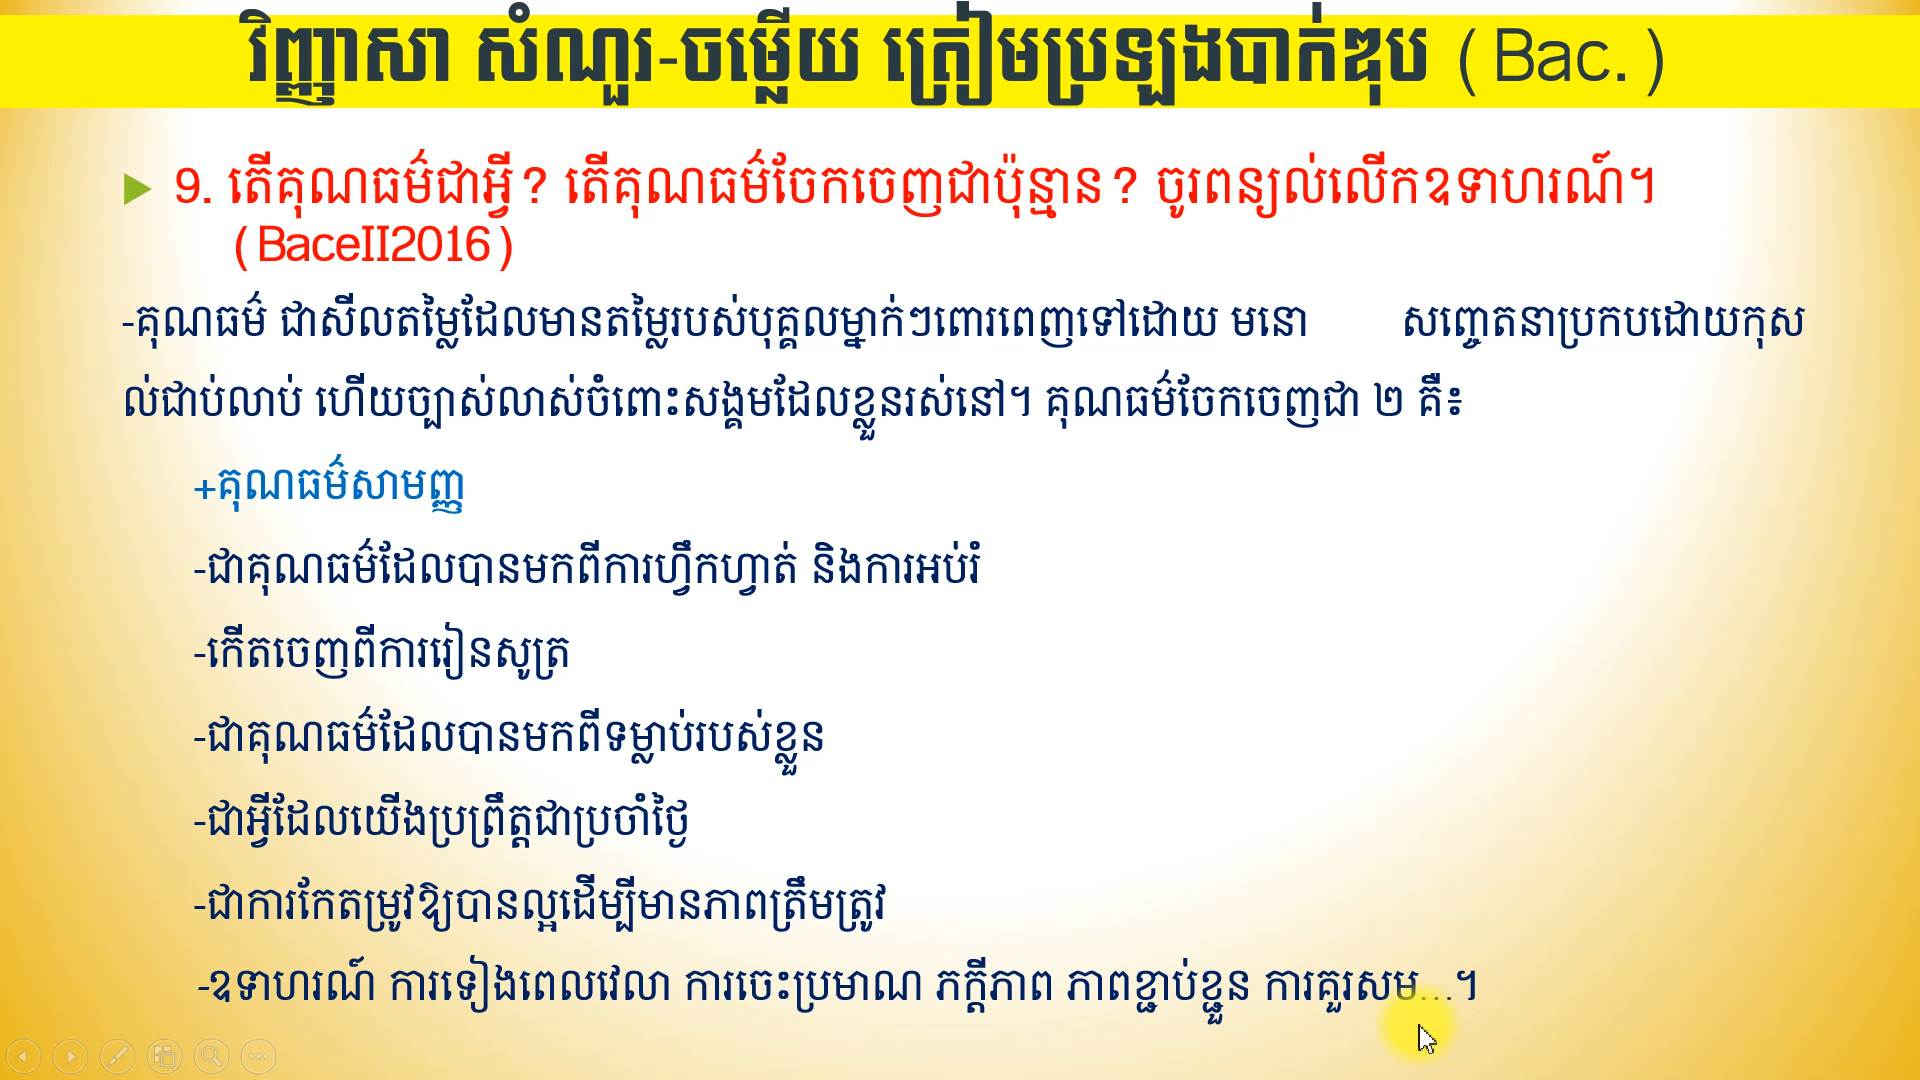 វិញ្ញាសា សំណួរ-ចម្លើយ ត្រៀមប្រឡងបាក់ឌុប (Bac.)
9. តើគុណធម៌ជាអ្វី? តើគុណធម៌ចែកចេញជាប៉ុន្មាន? ចូរពន្យល់លើកឧទាហរណ៍។
(BaceII2016)
-គុណធម៌ ជាសីលតម្លៃដែលមានតម្លៃរបស់បុគ្គលម្នាក់ៗពោរពេញទៅដោយ មនោ សញ្ចេតនាប្រកបដោយកុស
ល់ជាប់លាប់ ហើយច្បាស់លាស់ចំពោះសង្គមដែលខ្លួនរស់នៅ។ គុណធម៌ចែកចេញជា ២ គឺ៖
+គុណធម៌សាមញ្ញ
-ជាគុណធម៌ដែលបានមកពីការហ្វឹកហ្វាត់ និងការអប់រំ
-កើតចេញពីការរៀនសូត្រ
-ជាគុណធម៌ដែលបានមកពីទម្លាប់របស់ខ្លួន
-ជាអ្វីដែលយើងប្រព្រឹត្តជាប្រចាំថ្ងៃ
-ជាការកែតម្រូវឱ្យបានល្អដើម្បីមានភាពត្រឹមត្រូវ
-ឧទាហរណ៍ ការទៀងពេលវេលា ការចេះប្រមាណ ភក្ដីភាព ភាពខ្ជាប់ខ្ជួន ការគួរសម...។